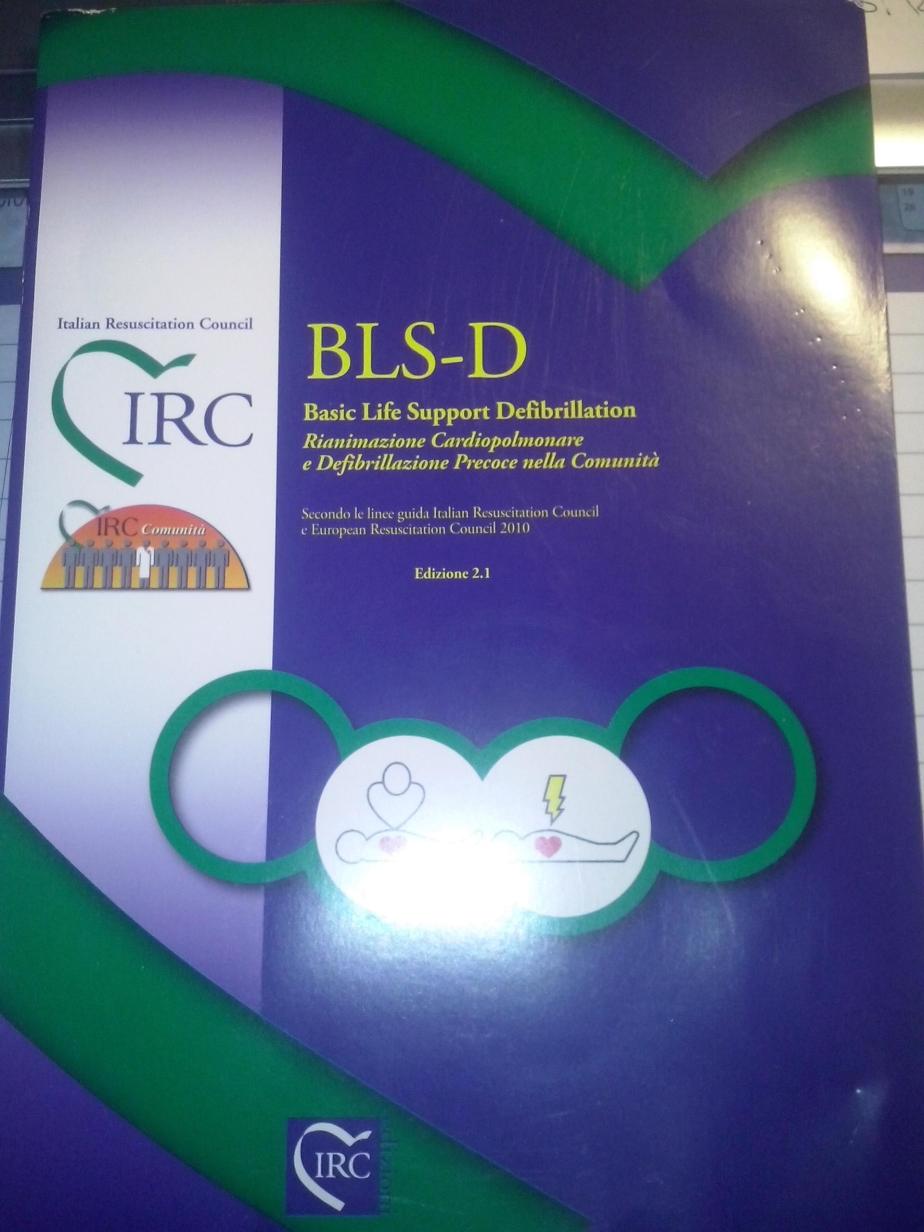 Italian Resuscitation Council
IRC
IRC Comunità
BLS-D
Basic Life Support Defibrillation
Rianimazione Cardiopolmonare
e Defibrillazione Precoce nella Comunità
Secondo le linee guida Italian Resuscitation Council
e European Resuscitation Council 2010
Edizione 2.1
IRC